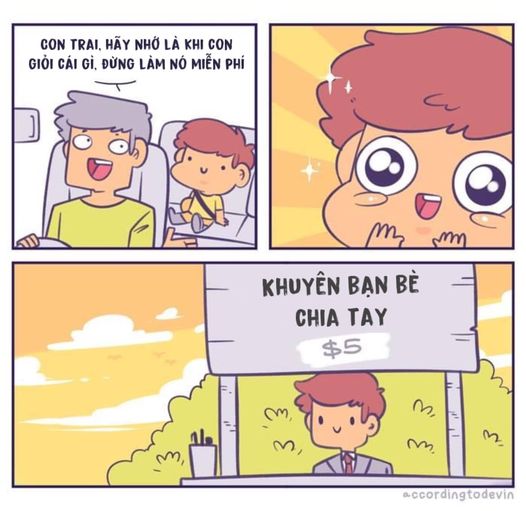 CON TRAI, HÃY NHỚ LÀ KHI CON
GIỎI CÁI GÌ, ĐỪNG LÀM NÓ MIỄN PHÍ
KHUYÊN BẠN BÈ
CHIA TAY
$5
accordingtodevin